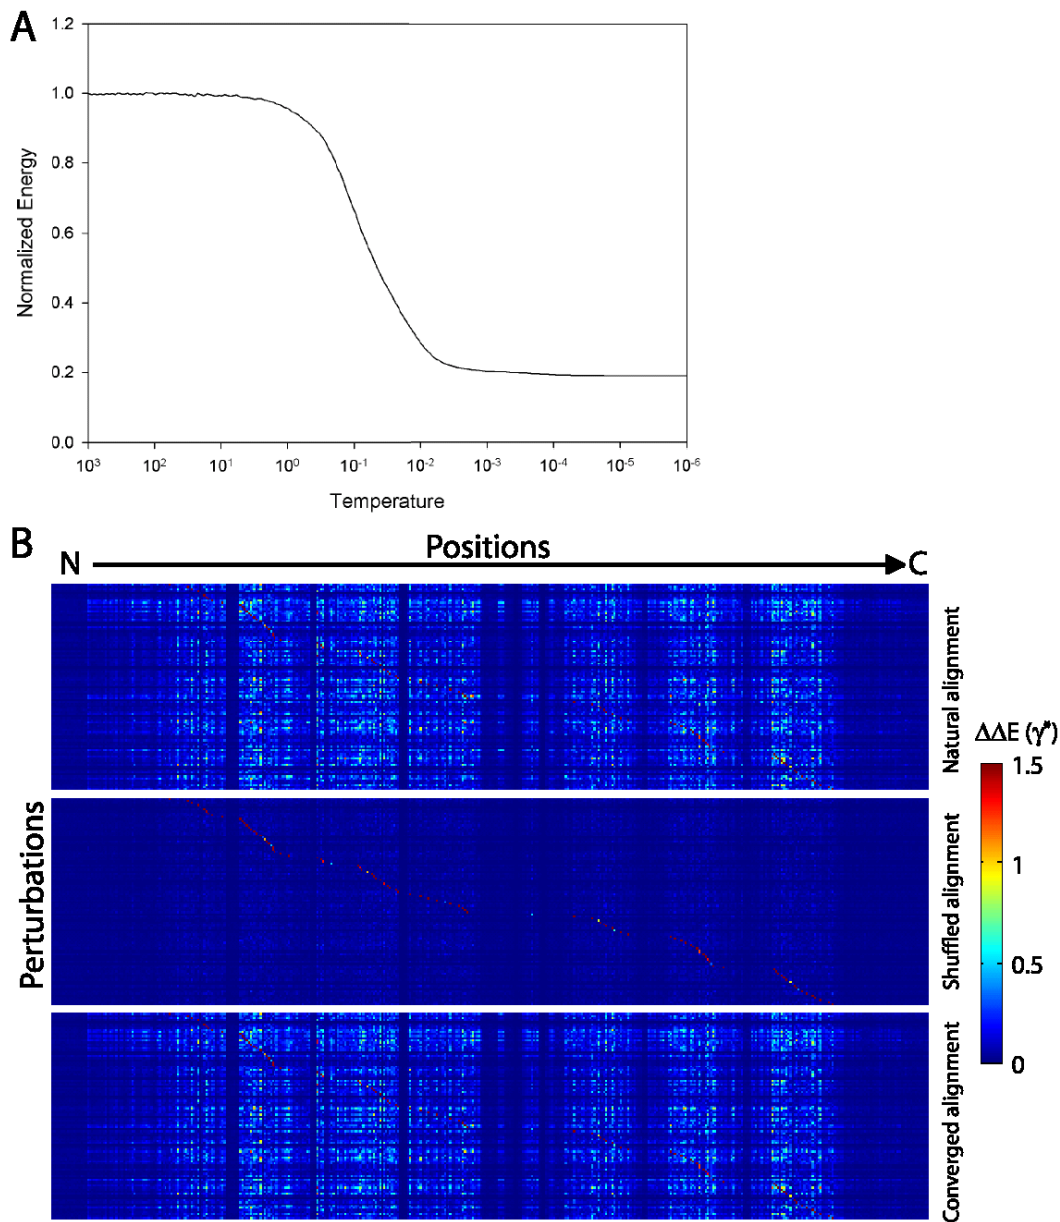 A
1.2
1.0
0.8
0.6
0.4
0.2
0.0
Normalized Energy
10³ 10² 10¹ 10⁰ 10⁻¹ 10⁻² 10⁻³ 10⁻⁴ 10⁻⁵ 10⁻⁶
Temperature
B
N Positions C
Perturbations
Natural alignment
Shuffled alignment
Converged alignment
ΔΔE (γ*)
1.5
1
0.5
0